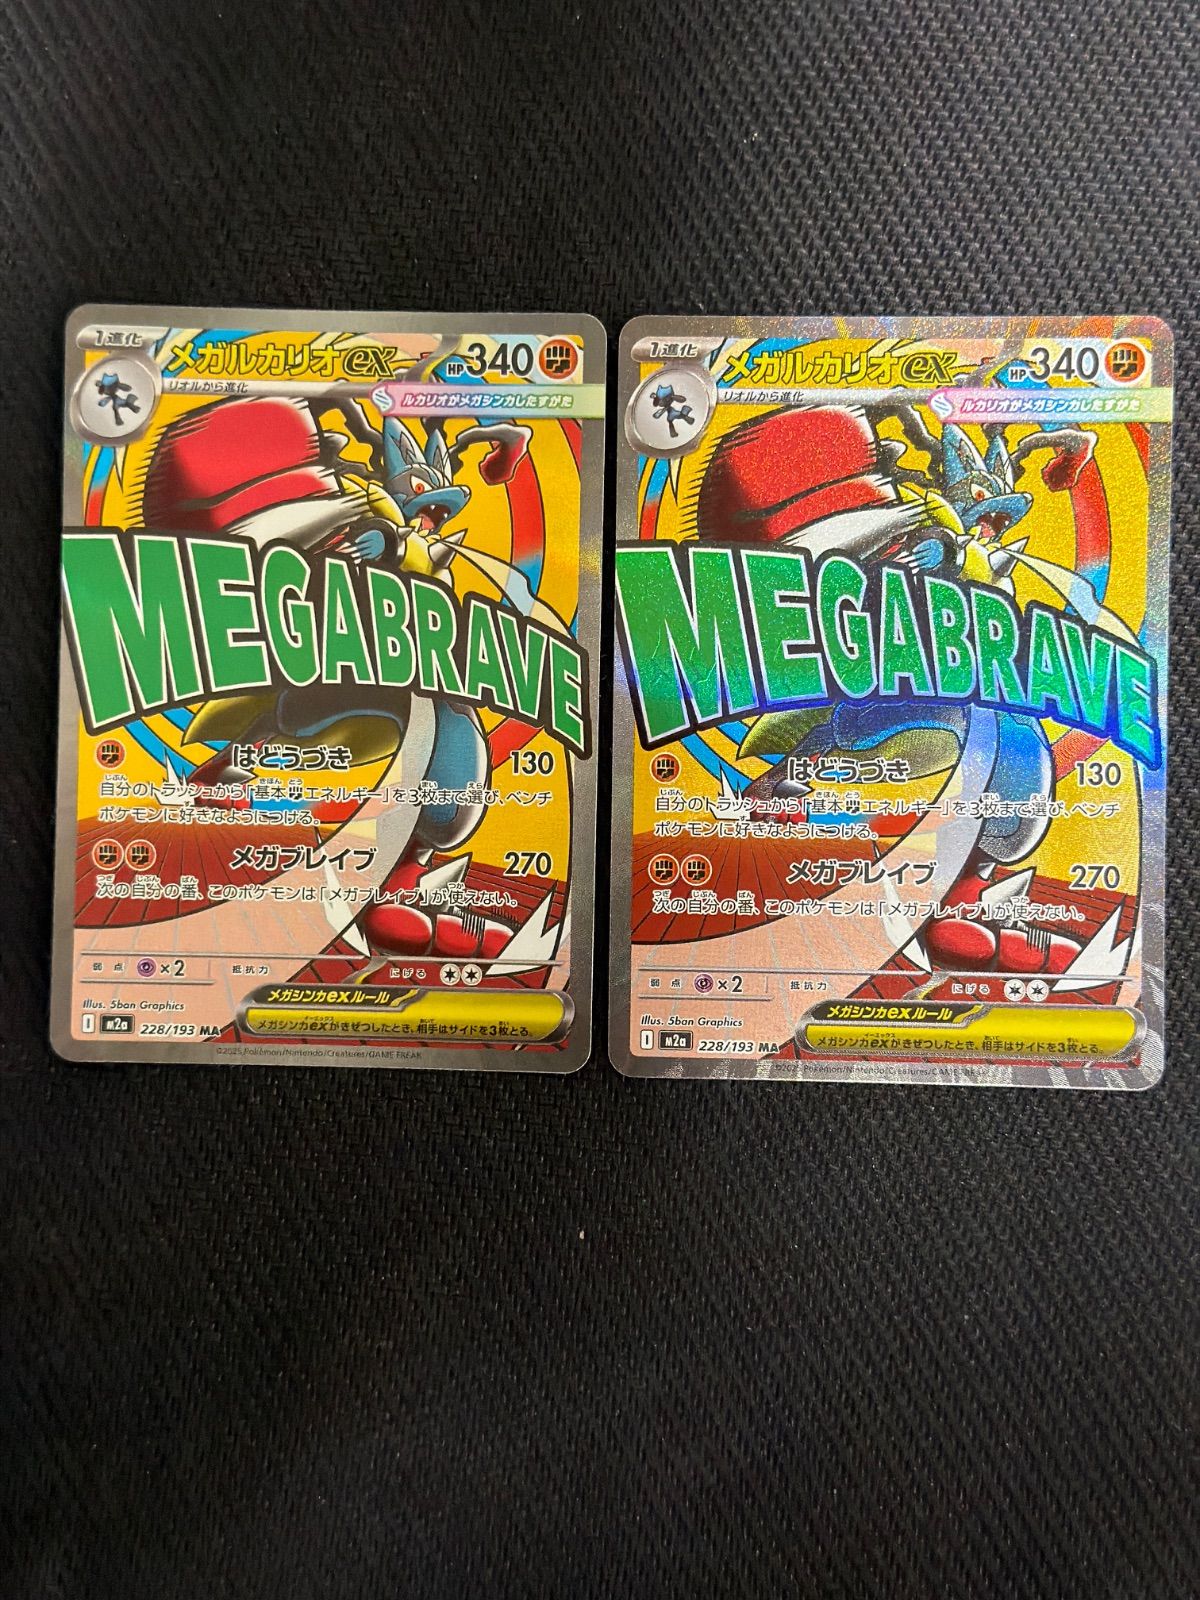 1進化
メガルカリオex
HP340
リオルから進化
ルカリオがメガシンカしたすがた
MEGABRAVE
はどうづき 130
自分のトラッシュから「基本エネルギー」を3枚まで選び、ベンチ
ポケモンに好きなようにつける。
メガブレイブ 270
次の自分の番、このポケモンは「メガブレイブ」が使えない。
弱点 ×2 抵抗力 にげる
メガシンカexルール
メガシンカexがきぜつしたとき、相手はサイドを3枚とる。
Illus. 5ban Graphics
I m2a 228/193 MA
©2025 Pokémon/Nintendo/Creatures/GAME FREAK
1進化
メガルカリオex
HP340
リオルから進化
ルカリオがメガシンカしたすがた
MEGABRAVE
はどうづき 130
自分のトラッシュから「基本エネルギー」を3枚まで選び、ベンチ
ポケモンに好きなようにつける。
メガブレイブ 270
次の自分の番、このポケモンは「メガブレイブ」が使えない。
弱点 ×2 抵抗力 にげる
メガシンカexルール
メガシンカexがきぜつしたとき、相手はサイドを3枚とる。
Illus. 5ban Graphics
I m2a 228/193 MA
©2025 Pokémon/Nintendo/Creatures/GAME FREAK